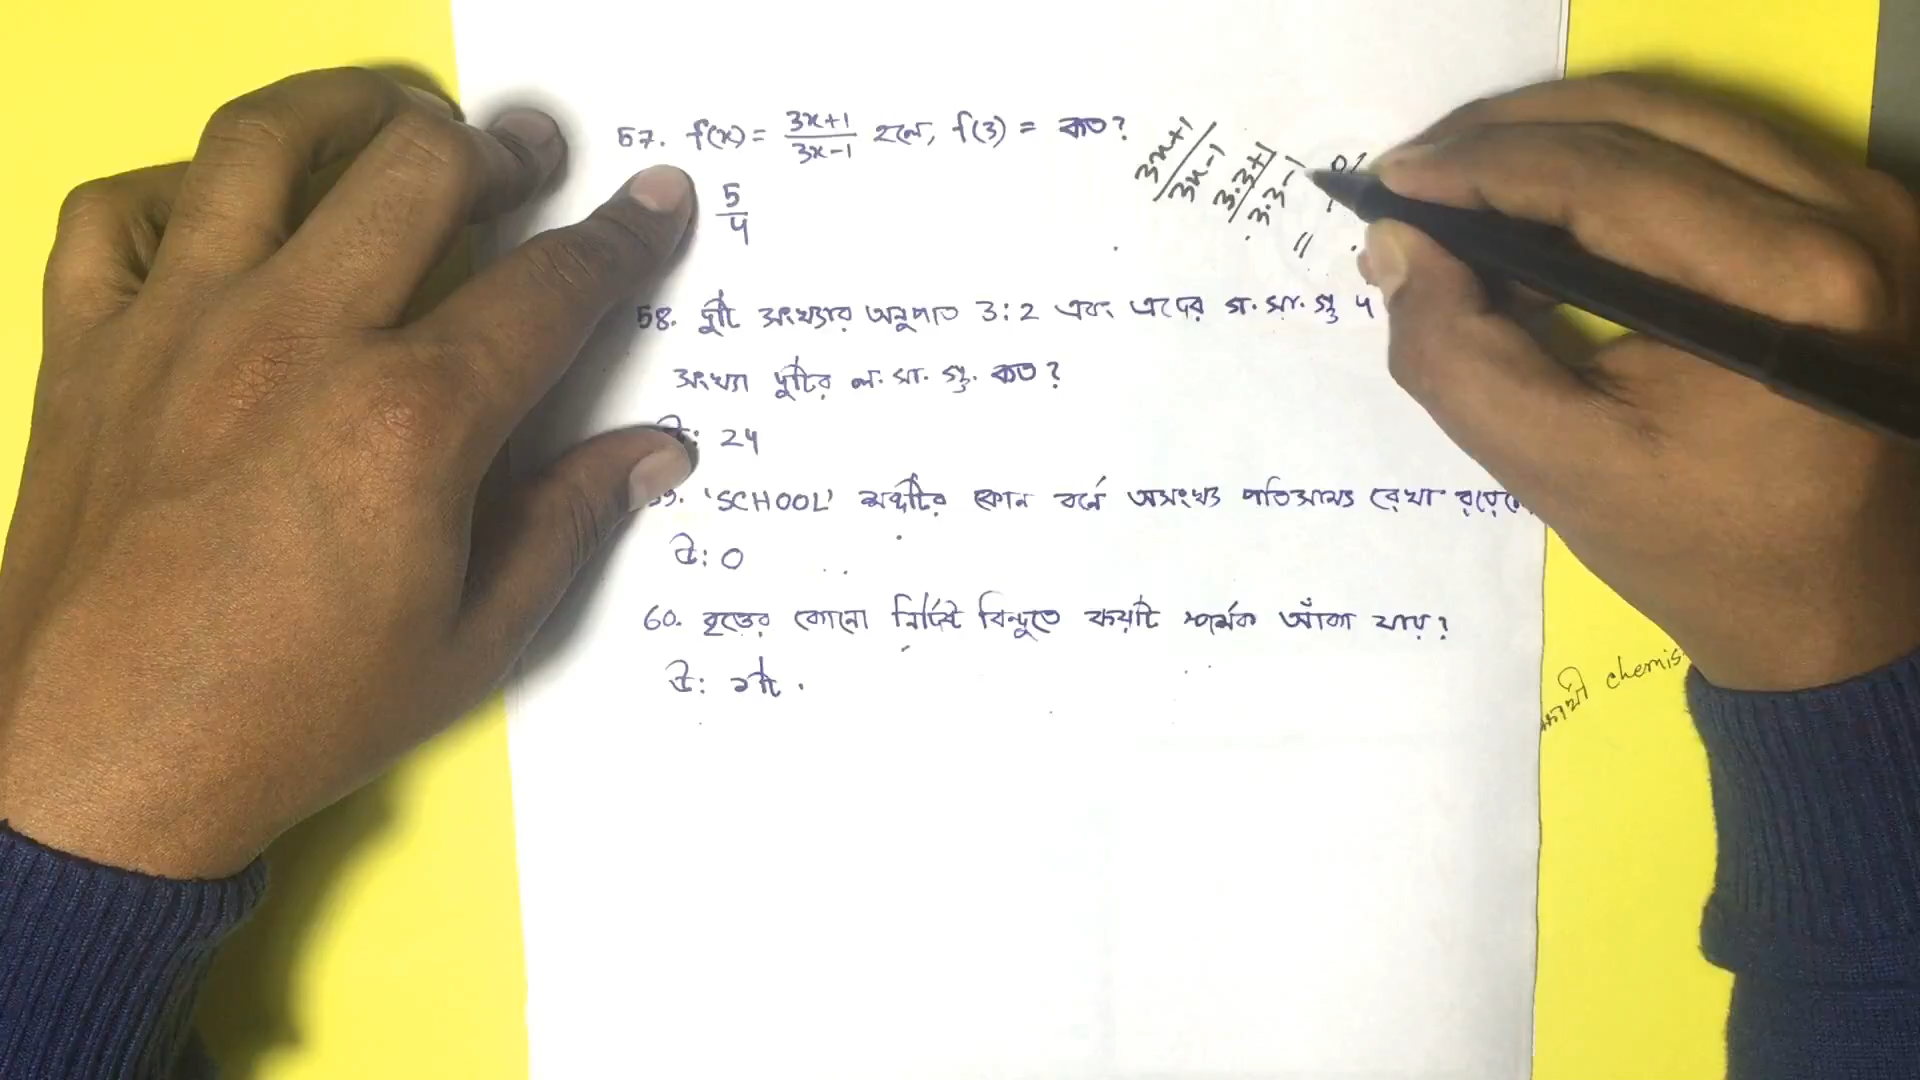 57. f(x) = 3x+1/3x-1 হলে, f(3) = কত?
5/4
3x+1/3x-1
3.3+1/3.3-1
=
58. দুটি সংখ্যার অনুপাত 3:2 এবং এদের গ. সা. গু 4
সংখ্যা দুটির ল. সা. গু. কত?
উ: 24
59. 'SCHOOL' শব্দটির কোন বর্নে অসংখ্য প্রতিসাম্য রেখা
উ: O
60. বৃত্তের কোনো নির্দিষ্ট বিন্দুতে কয়টি স্পর্শক আঁকা যায়?
উ: ১টি.
chemis